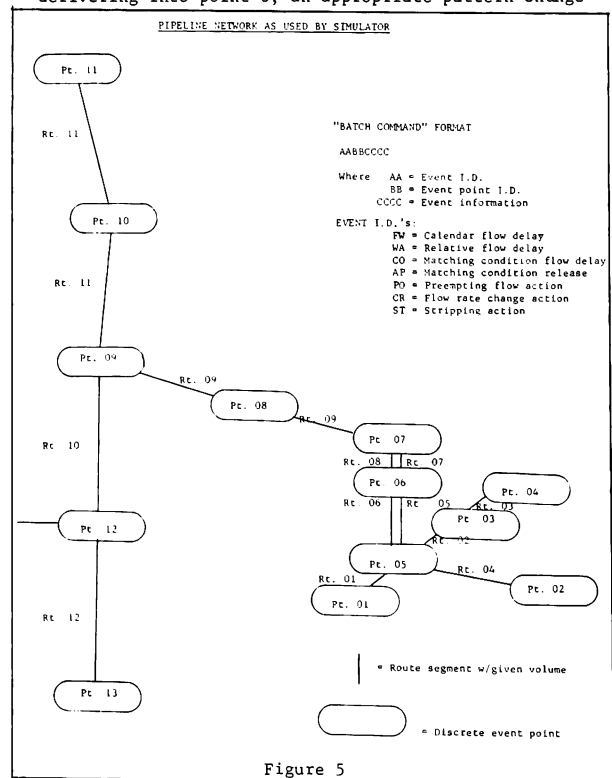 delivering into point 5, an appropriate pattern change
PIPELINE NETWORK AS USED BY SIMULATOR
Pt. 11
Rt. 11
"BATCH COMMAND" FORMAT
AABBCCCC
Where AA = Event I.D.
BB = Event point I.D.
CCCC = Event information
EVENT I.D.'s:
FW = Calendar flow delay
WA = Relative flow delay
CO = Matching condition flow delay
AP = Matching condition release
PO = Preempting flow action
CR = Flow rate change action
ST = Stripping action
Pt. 10
Rt. 11
Pt. 09
Rt. 09
Pt. 08
Rt. 09
Pt 07
Rt 10
Rt. 08 Rt. 07
Pt. 06
Rt. 06 Rt 05
Pt. 04
Rt. 03
Pt 03
Rt. 02
Pt 12
Pt. 05
Rt. 04
Rt. 01
Pt. 02
Pt. 01
Rt 12
| = Route segment w/given volume
Pt 13
= Discrete event point
Figure 5